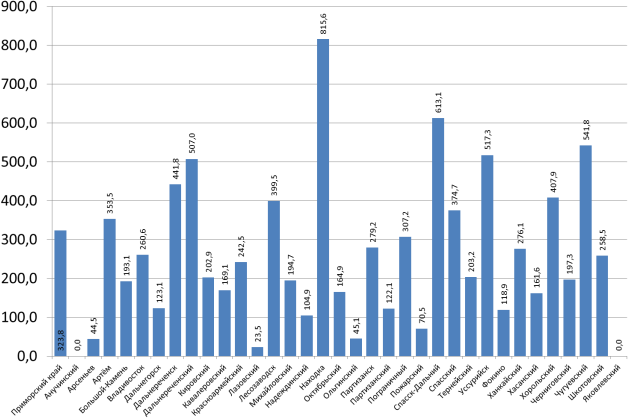 900,0
800,0
700,0
600,0
500,0
400,0
300,0
200,0
100,0
0,0
323,8
0,0
44,5
353,5
193,1
260,6
123,1
441,8
507,0
202,9
169,1
242,5
23,5
399,5
194,7
104,9
815,6
164,9
45,1
279,2
122,1
307,2
70,5
613,1
374,7
203,2
517,3
118,9
276,1
161,6
407,9
197,3
541,8
258,5
0,0
Приморский край
Анучинский
Арсеньев
Артём
Большой Камень
Владивосток
Дальнегорск
Дальнереченск
Дальнереченский
Кировский
Кавалеровский
Красноармейский
Лазовский
Лесозаводск
Михайловский
Надеждинский
Находка
Октябрьский
Ольгинский
Партизанск
Партизанский
Пограничный
Пожарский
Спасск-Дальний
Спасский
Тернейский
Уссурийск
Фокино
Ханкайский
Хасанский
Хорольский
Черниговский
Чугуевский
Шкотовский
Яковлевский